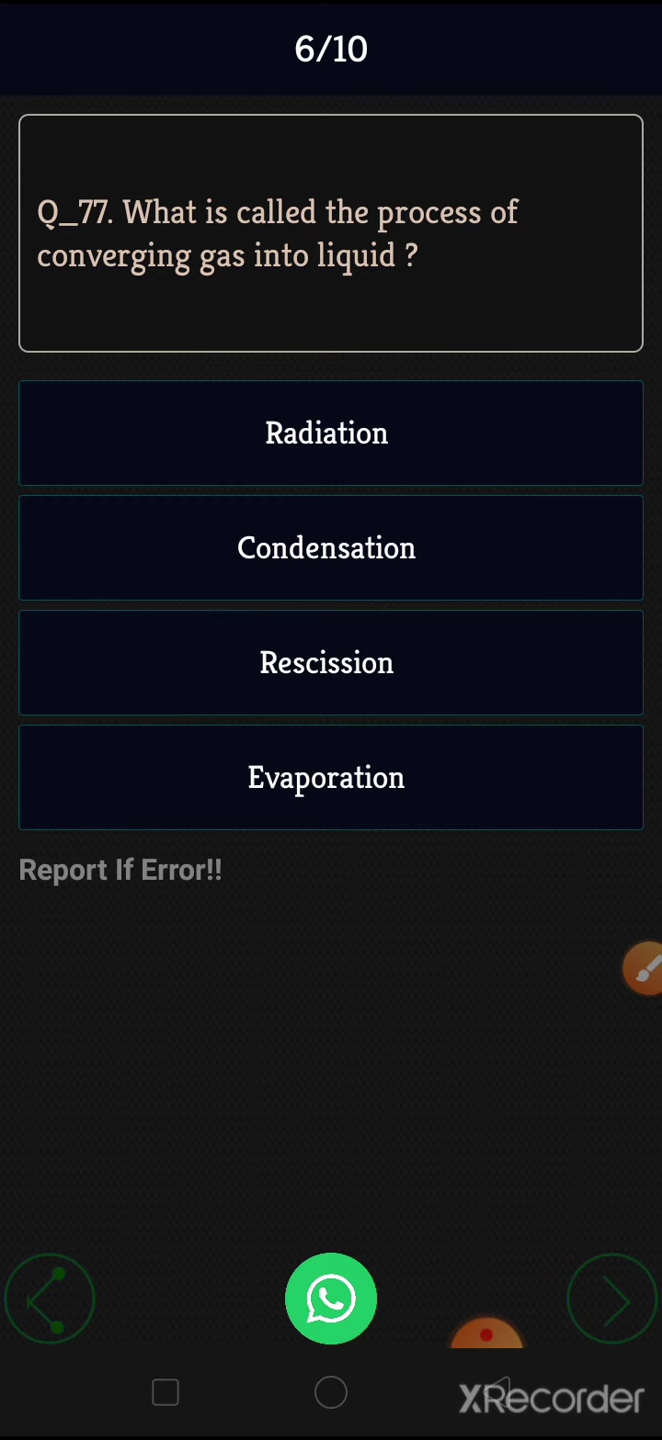 6/10
Q_77. What is called the process of
converging gas into liquid ?
Radiation
Condensation
Rescission
Evaporation
Report If Error!!
XRecorder